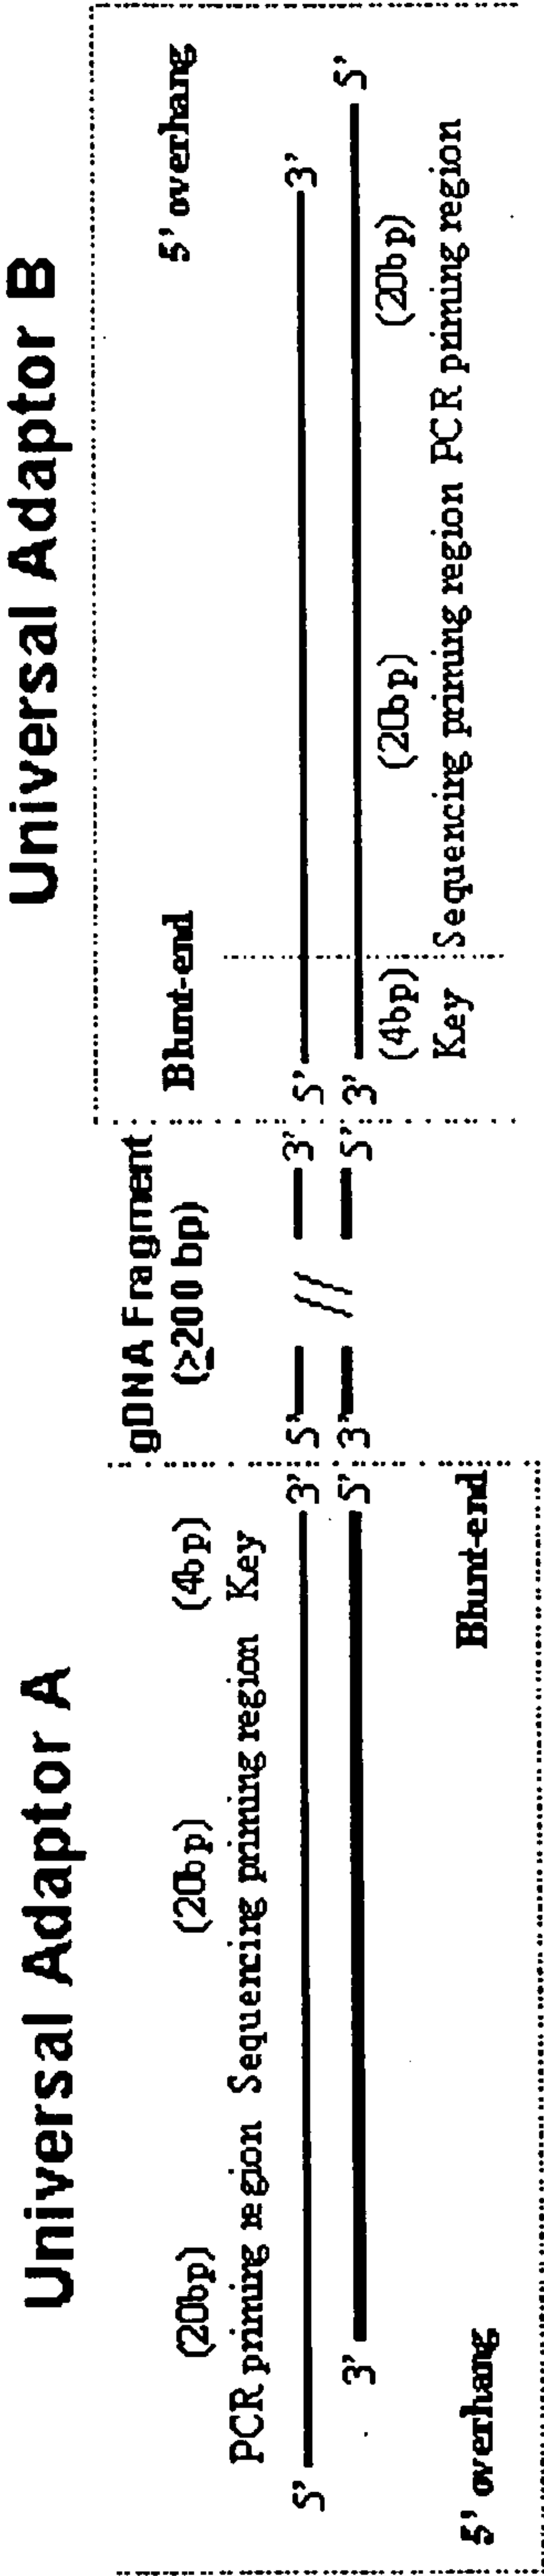 Universal Adaptor A
(20bp) (20bp) (4bp)
PCR priming region Sequencing priming region Key
5' 3'
3' 5'
5' overhang Blunt-end
gDNA Fragment
(≥200 bp)
5' 3'
3' 5'
Universal Adaptor B
Blunt-end 5' overhang
5' 3'
3' 5'
(4bp) (20bp) (20bp)
Key Sequencing priming region PCR priming region